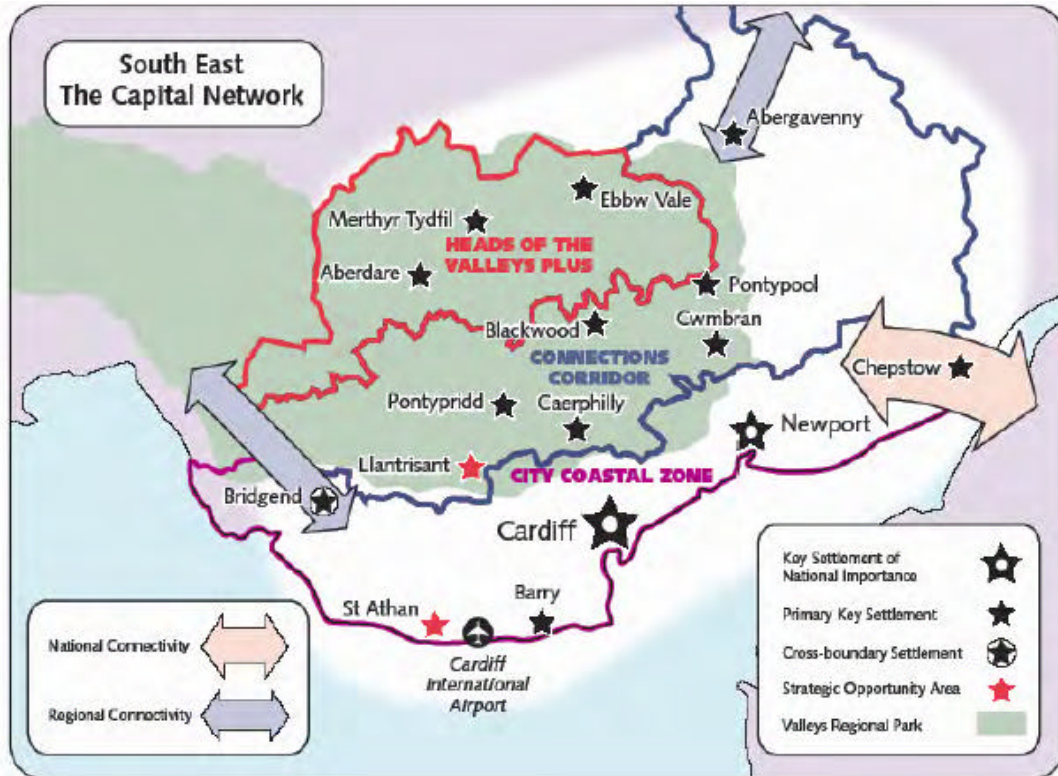 South East
The Capital Network
Abergavenny
Ebbw Vale
Merthyr Tydfil
HEADS OF THE
VALLEYS PLUS
Aberdare
Pontypool
Blackwood
Cwmbran
CONNECTIONS
CORRIDOR
Chepstow
Pontypridd
Caerphilly
Newport
Llantrisant
CITY COASTAL ZONE
Bridgend
Cardiff
St Athan
Barry
Cardiff
International
Airport
National Connectivity
Regional Connectivity
Key Settlement of
National Importance
Primary Key Settlement
Cross-boundary Settlement
Strategic Opportunity Area
Valleys Regional Park